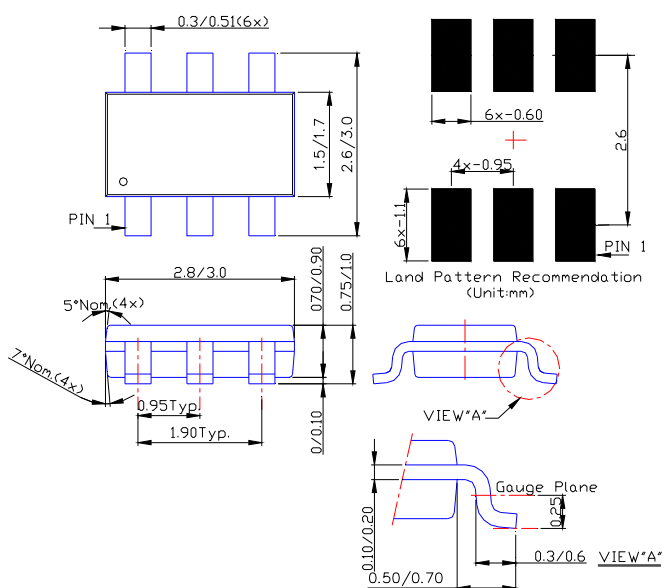 0.3/0.51(6x)
1.5/1.7
2.6/3.0
PIN 1
6x-0.60
4x-0.95
2.6
6x-1.1
PIN 1
Land Pattern Recommendation
(Unit:mm)
2.8/3.0
5°Nom.(4x)
7°Nom.(4x)
070/0.90
0.75/1.0
0/0.10
0.95Typ.
1.90Typ.
VIEW"A"
Gauge Plane
0.25
0.10/0.20
0.3/0.6
VIEW"A"
0.50/0.70